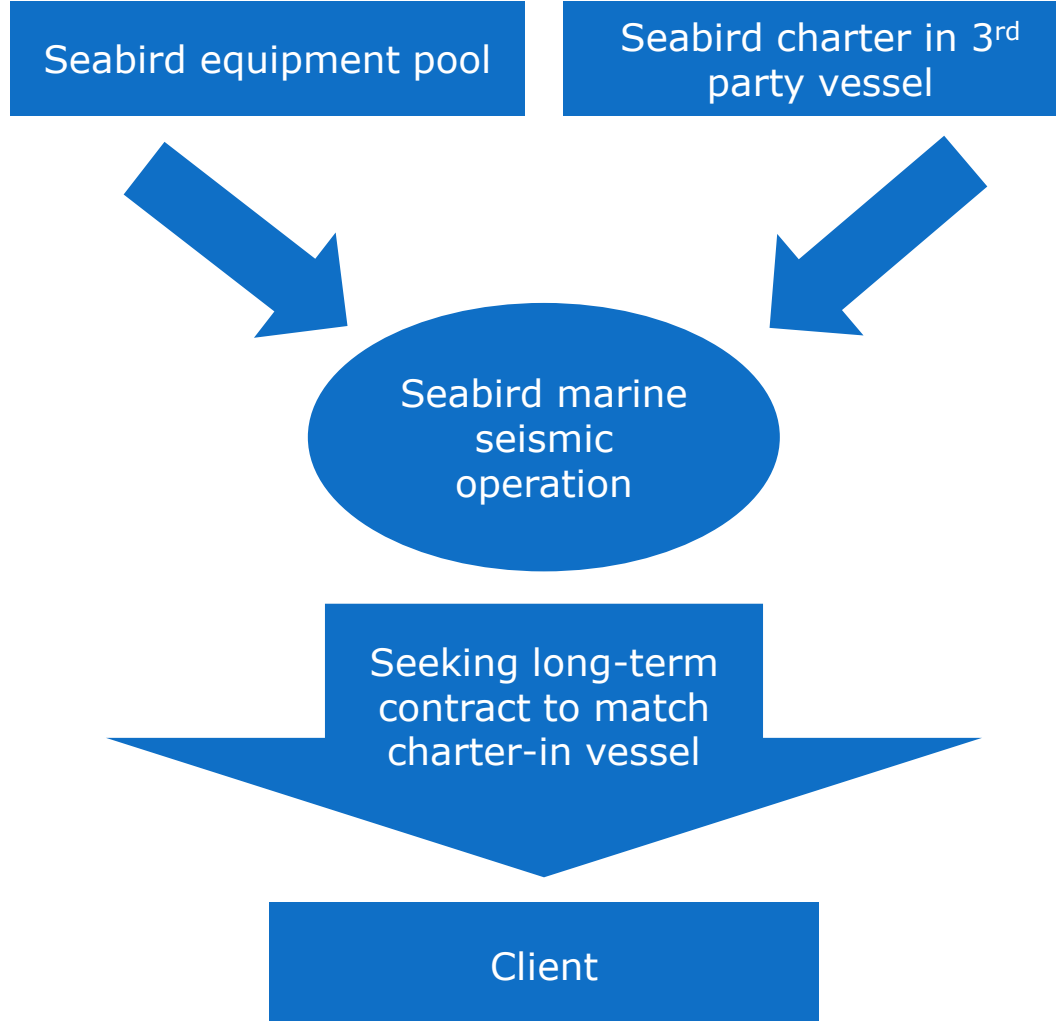 Seabird equipment pool
Seabird charter in 3rd
party vessel
Seabird marine
seismic
operation
Seeking long-term
contract to match
charter-in vessel
Client